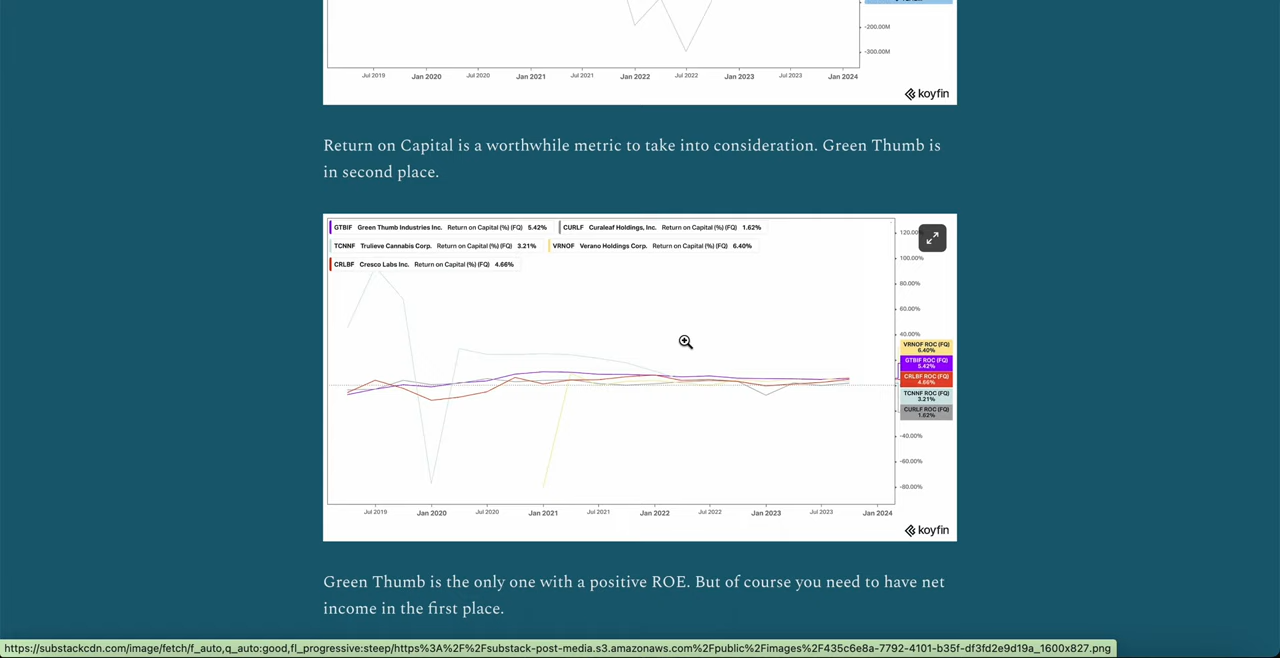 -200.00M
-300.00M
Jul 2019 Jan 2020 Jul 2020 Jan 2021 Jul 2021 Jan 2022 Jul 2022 Jan 2023 Jul 2023 Jan 2024
koyfin
Return on Capital is a worthwhile metric to take into consideration. Green Thumb is
in second place.
GTBIF Green Thumb Industries Inc. Return on Capital (%) (FQ) 5.42% CURLF Curaleaf Holdings, Inc. Return on Capital (%) (FQ) 1.62%
TCNNF Trulieve Cannabis Corp. Return on Capital (%) (FQ) 3.21% VRNOF Verano Holdings Corp. Return on Capital (%) (FQ) 6.40%
CRLBF Cresco Labs Inc. Return on Capital (%) (FQ) 4.66%
120.00
100.00%
80.00%
60.00%
40.00%
VRNOF ROC (FQ)
6.40%
GTBIF ROC (FQ)
5.42%
CRLBF ROC (FQ)
4.66%
TCNNF ROC (FQ)
3.21%
CURLF ROC (FQ)
1.62%
-40.00%
-60.00%
-80.00%
Jul 2019 Jan 2020 Jul 2020 Jan 2021 Jul 2021 Jan 2022 Jul 2022 Jan 2023 Jul 2023 Jan 2024
koyfin
Green Thumb is the only one with a positive ROE. But of course you need to have net
income in the first place.
https://substackcdn.com/image/fetch/f_auto,q_auto:good,fl_progressive:steep/https%3A%2F%2Fsubstack-post-media.s3.amazonaws.com%2Fpublic%2Fimages%2F435c6e8a-7792-4101-b35f-df3fd2e9d19a_1600x827.png